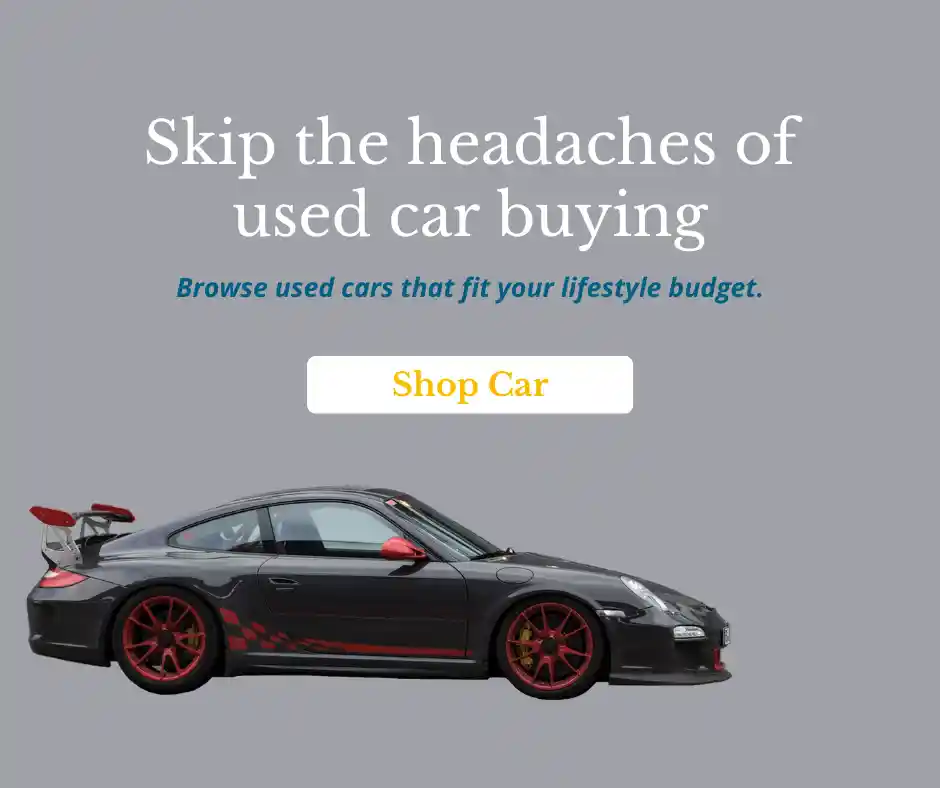 Skip the headaches of
used car buying
Browse used cars that fit your lifestyle budget.
Shop Car